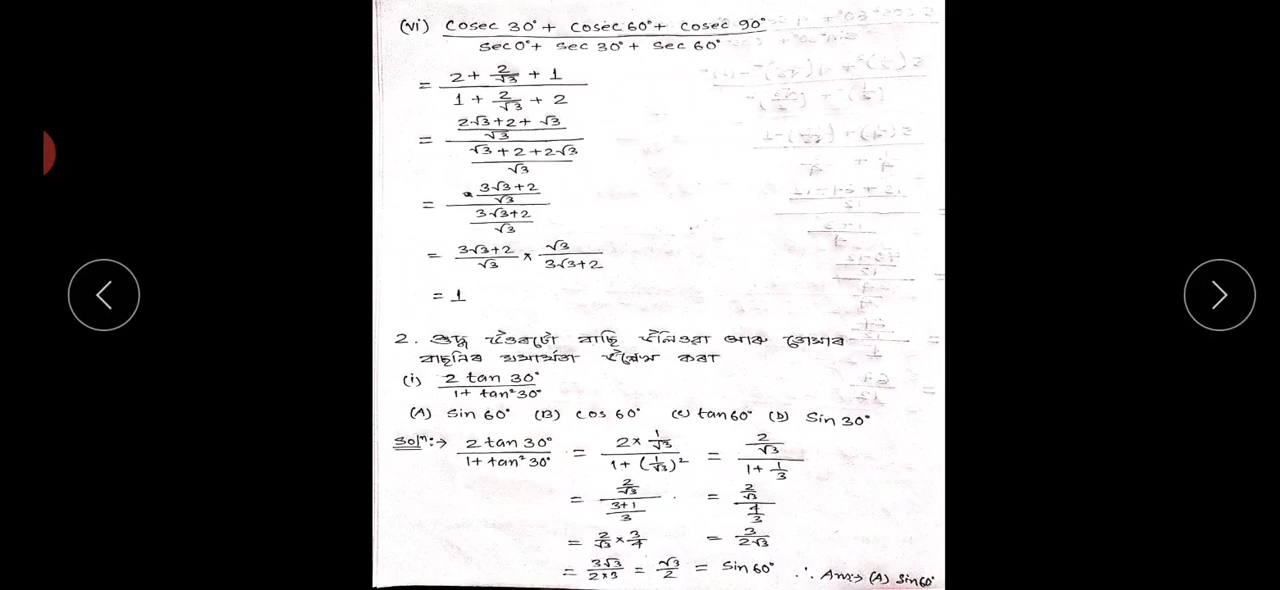 (vi) cosec 30° + cosec 60° + cosec 90° / sec 0° + sec 30° + sec 60°
= 2 + 2/√3 + 1 / 1 + 2/√3 + 2
= 2√3 + 2 + √3 / √3 / √3 + 2 + 2√3 / √3
= 3√3 + 2 / √3 / 3√3 + 2 / √3
= 3√3 + 2 / √3 × √3 / 3√3 + 2
= 1
2. শুদ্ধ উত্তৰটো বাছি উলিওৱা আৰু তোমাৰ
বাছনিৰ যথাৰ্থতা কৰা
(i) 2 tan 30° / 1 + tan² 30°
(A) sin 60° (B) cos 60° (c) tan 60° (D) sin 30°
Solⁿ :→ 2 tan 30° / 1 + tan² 30° = 2 × 1/√3 / 1 + (1/√3)² = 2/√3 / 1 + 1/3
= 2/√3 / 3+1/3 = 2/√3 / 4/3
= 2/√3 × 3/4 = 3/2√3
= 3√3 / 2×3 = √3/2 = sin 60° ∴ Ans:→ (A) sin 60°